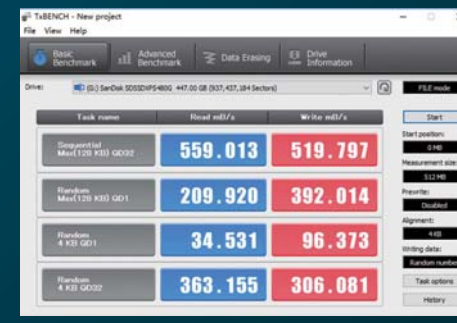 TxBENCH - New project
File View Help
Basic Benchmark
Advanced Benchmark
Data Erasing
Drive Information
Drive: (G:) SanDisk SDSSDXPS480G 447.00 GB (937,437,184 Sectors)
FILE mode
Task name Read mB/s Write mB/s
Start
Sequential
Max(128 KB) QD32
559.013 519.797
Start position:
0 MB
Measurement size:
512 MB
Random
Max(128 KB) QD1
209.920 392.014
Prewrite:
Disabled
Alignment:
4 KB
Random
4 KB QD1
34.531 96.373
Writing data:
Random number
Random
4 KB QD32
363.155 306.081
Task options
History